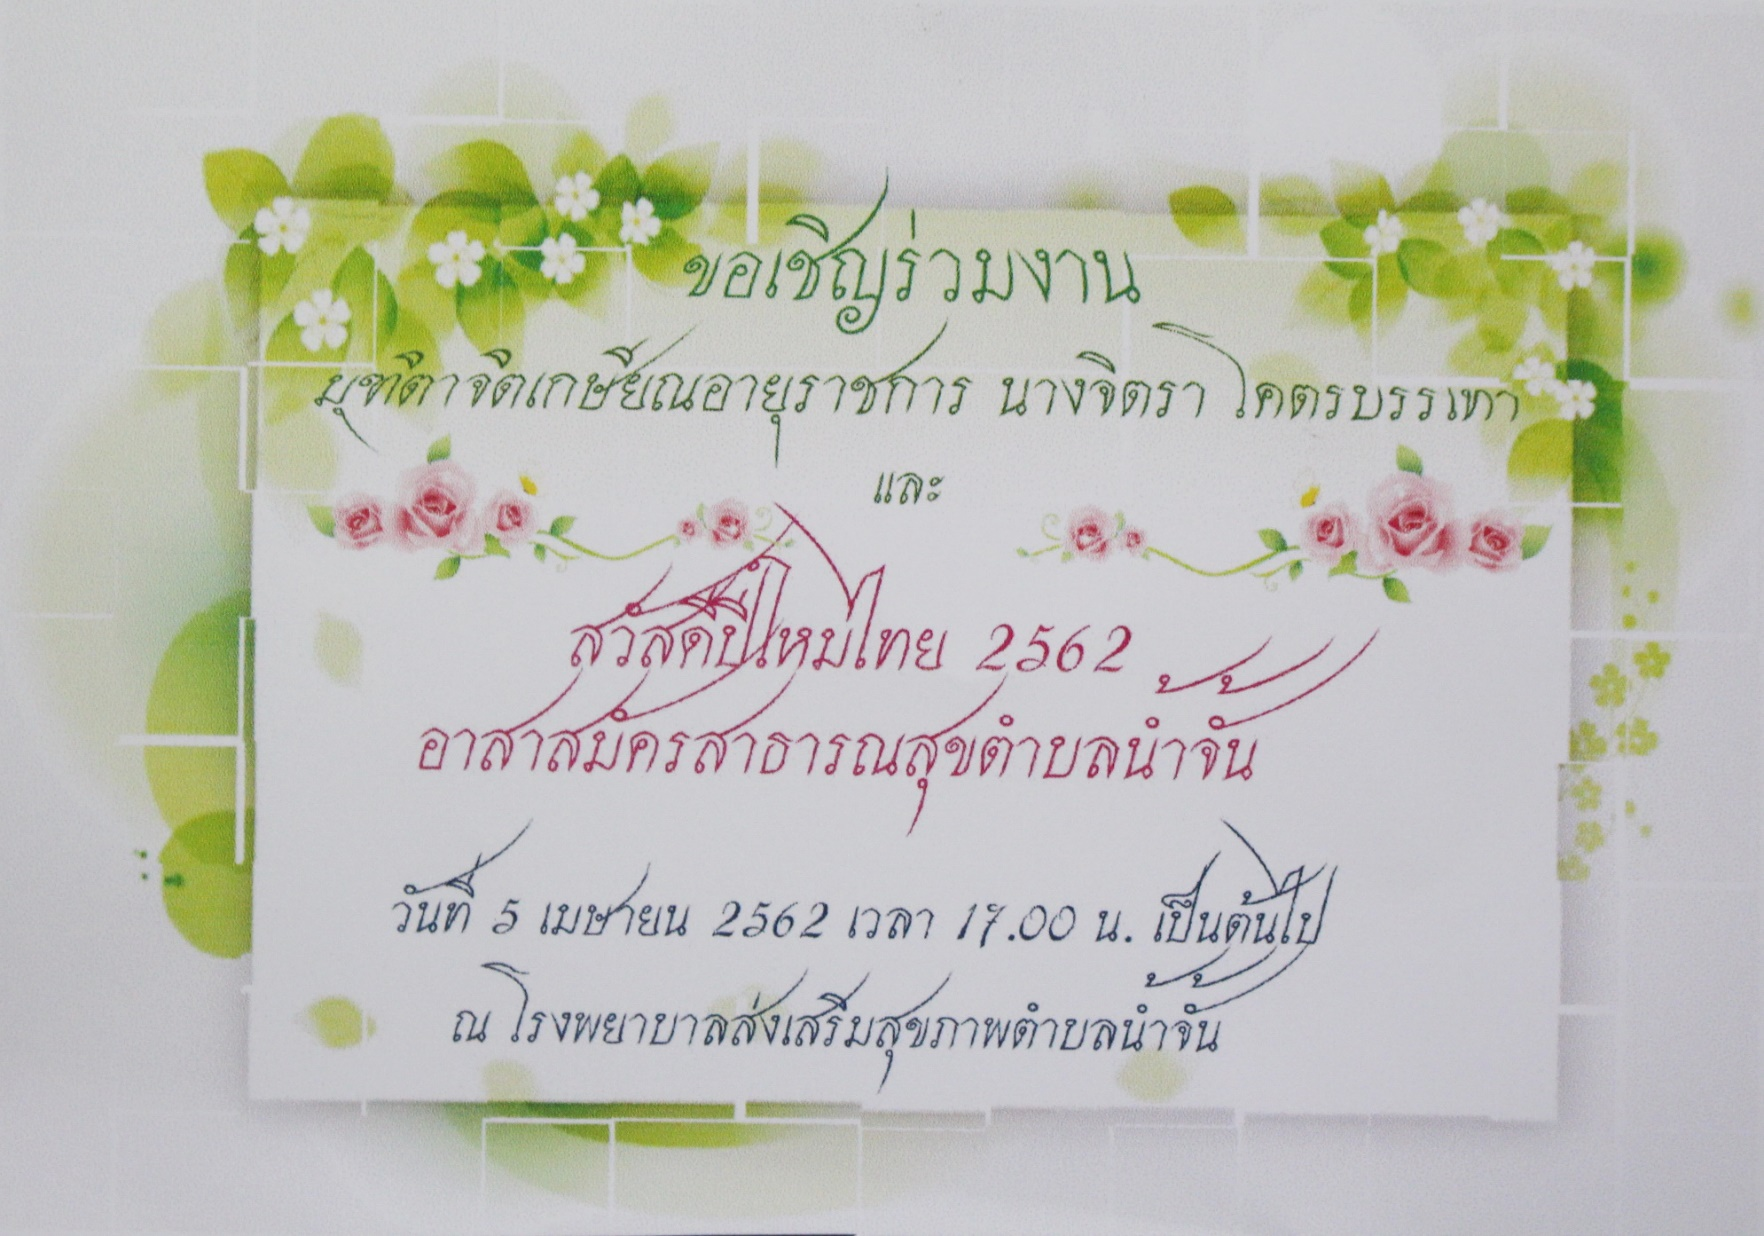 ขอเชิญร่วมงาน
มุฑิตาจิตเกษียณอายุราชการ นางจิตรา โคตรบรรเทา
และ
สวัสดีปีใหม่ไทย 2562
อาสาสมัครสาธารณสุขตำบลน้ำจั้น
วันที่ 5 เมษายน 2562 เวลา 17.00 น. เป็นต้นไป
ณ โรงพยาบาลส่งเสริมสุขภาพตำบลน้ำจั้น